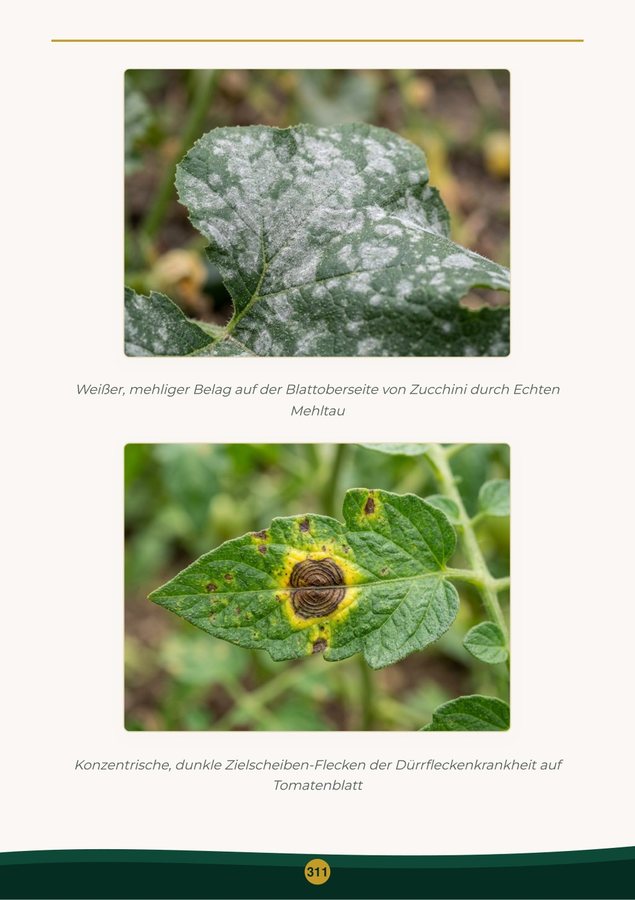 Weißer, mehliger Belag auf der Blattoberseite von Zucchini durch Echten
Mehltau
Konzentrische, dunkle Zielscheiben-Flecken der Dürrfleckenkrankheit auf
Tomatenblatt
311